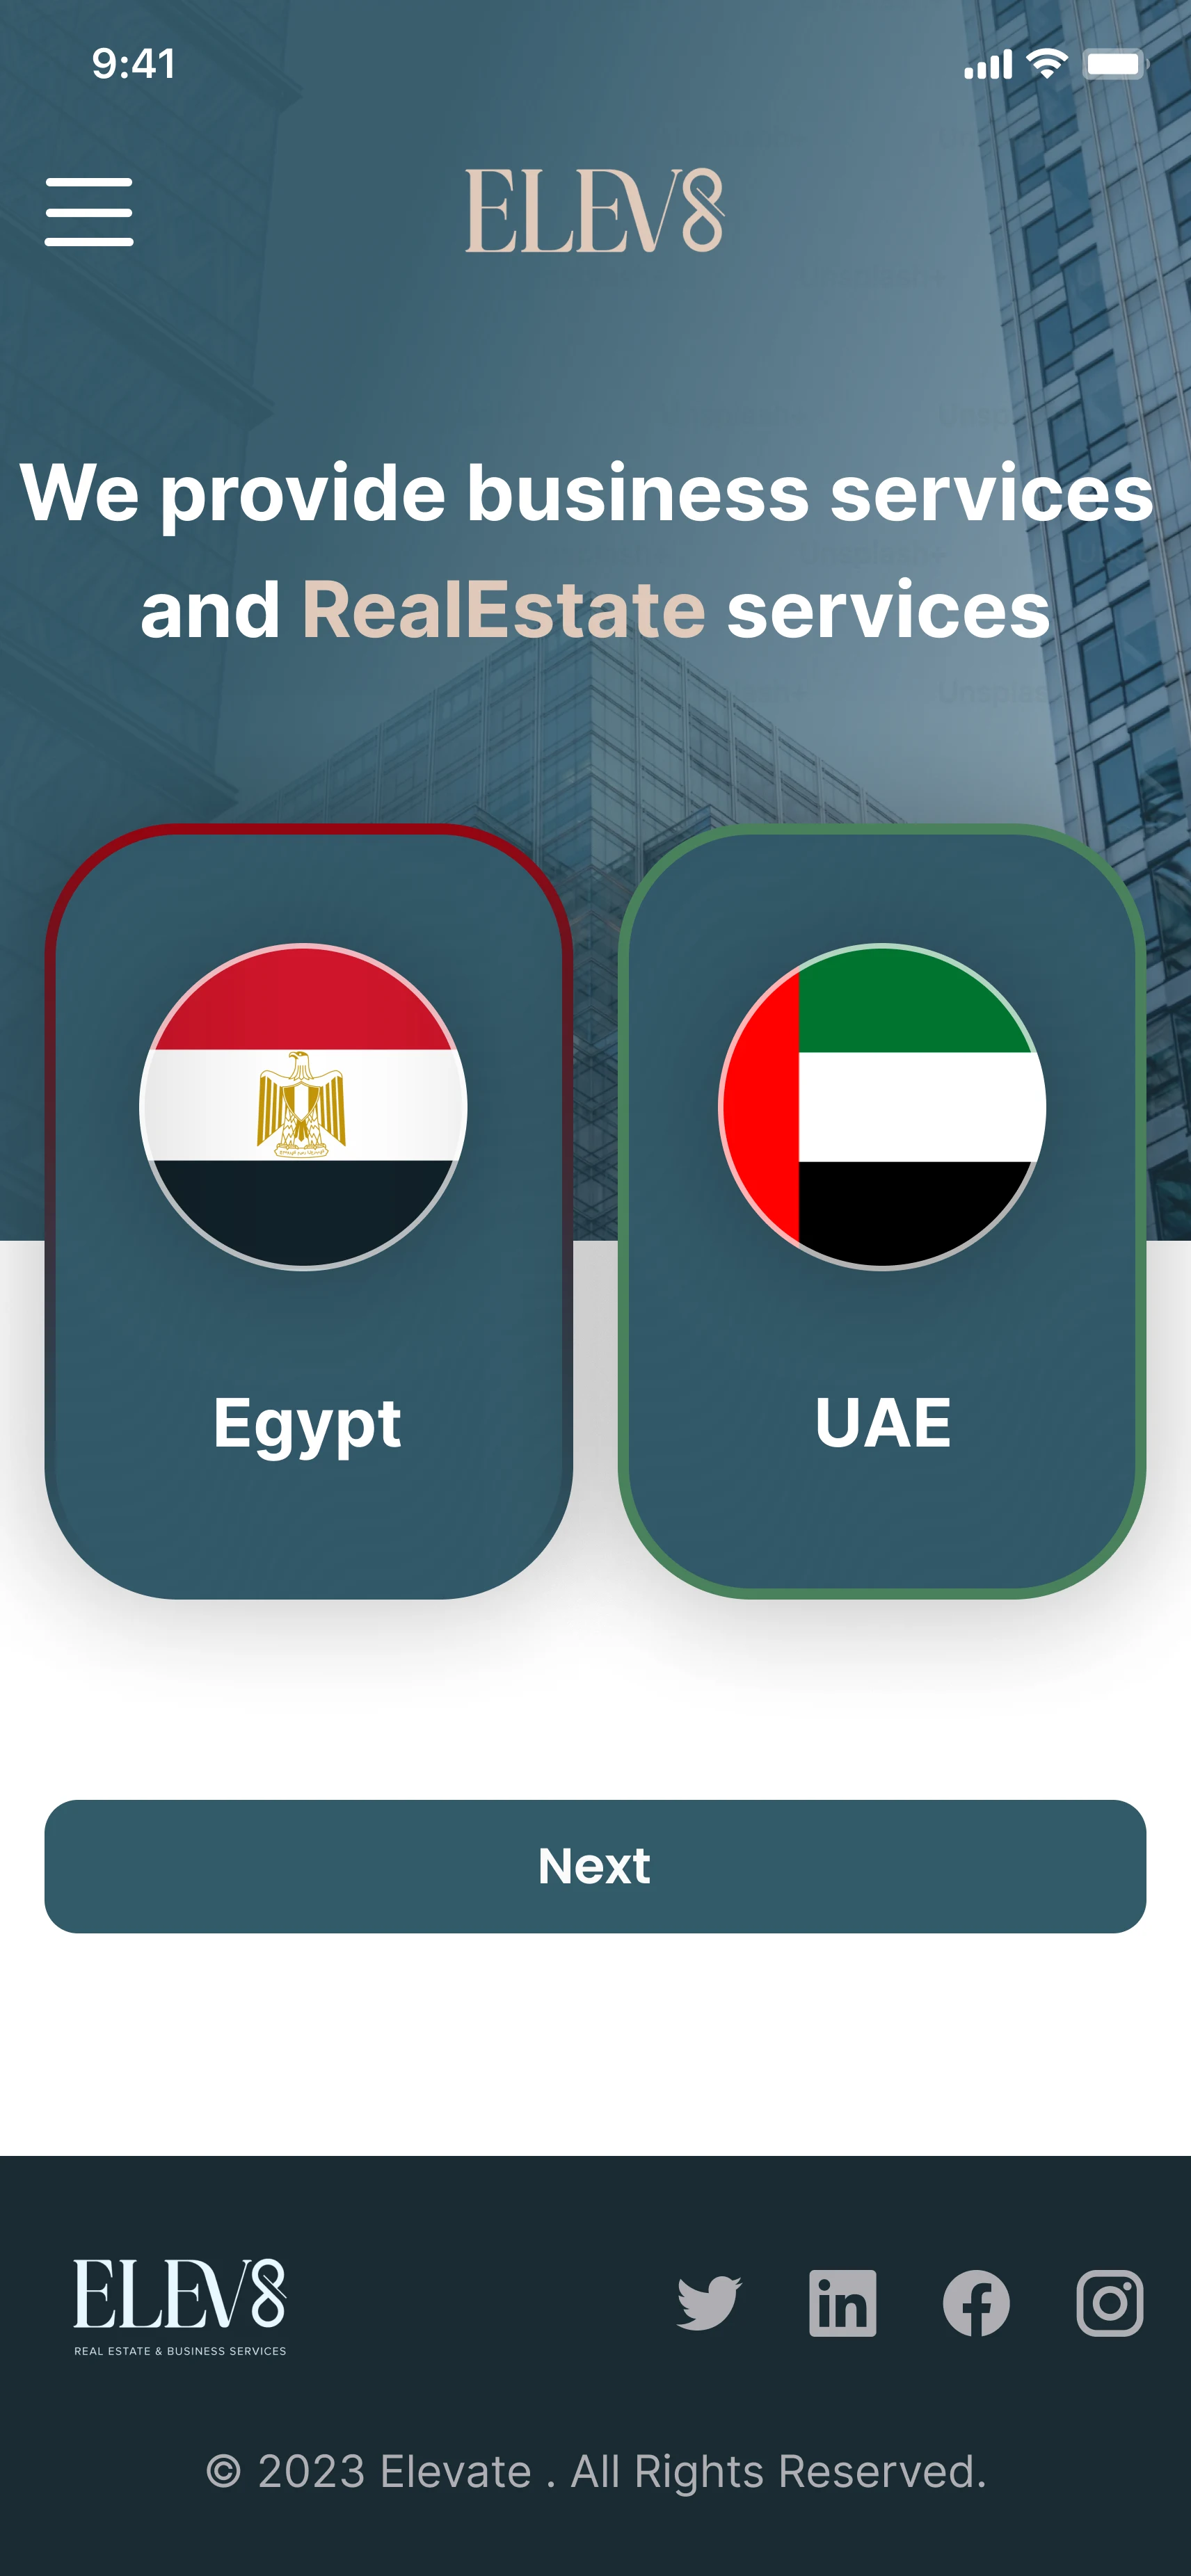 9:41
ELEV8
We provide business services
and RealEstate services
Egypt
UAE
Next
ELEV8
REAL ESTATE & BUSINESS SERVICES
© 2023 Elevate . All Rights Reserved.